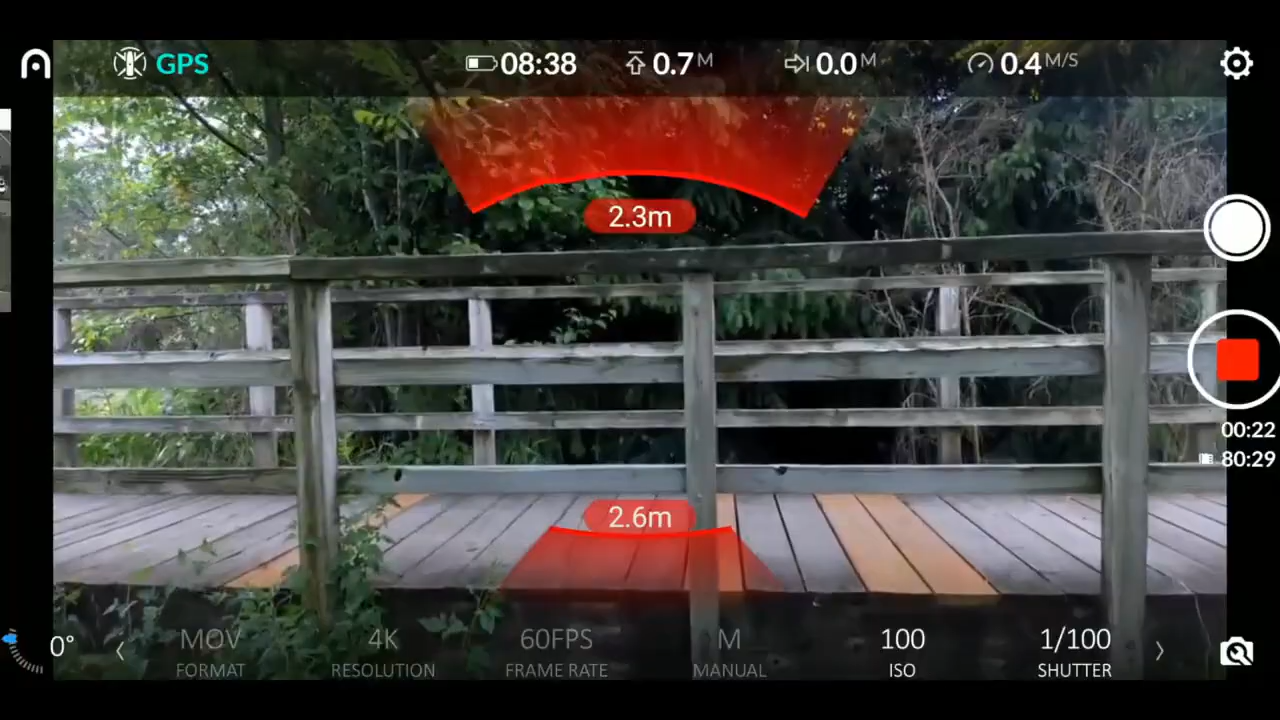 GPS
08:38
0.7 M
0.0 M
0.4 M/S
2.3m
2.6m
00:22
80:29
0°
MOV
FORMAT
4K
RESOLUTION
60FPS
FRAME RATE
M
MANUAL
100
ISO
1/100
SHUTTER